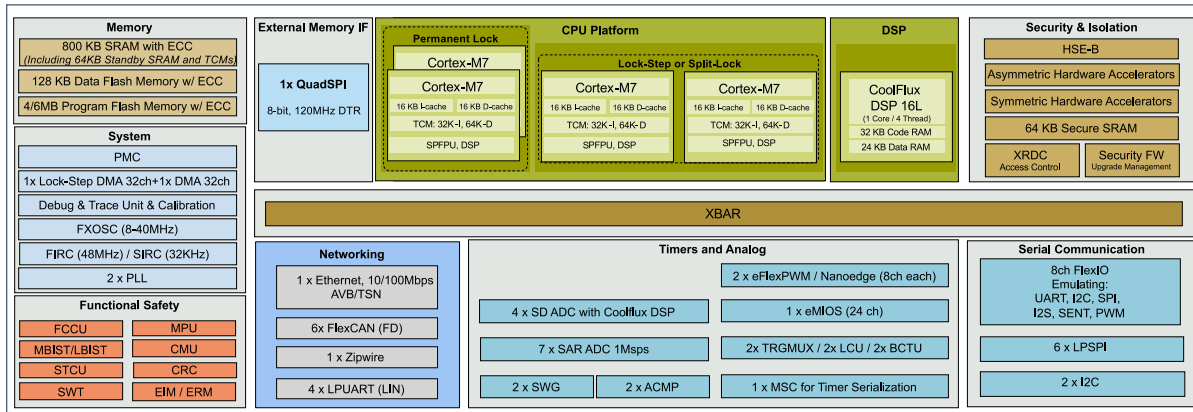 Memory
800 KB SRAM with ECC
(Including 64KB Standby SRAM and TCMs)
128 KB Data Flash Memory w/ ECC
4/6MB Program Flash Memory w/ ECC
System
PMC
1x Lock-Step DMA 32ch+1x DMA 32ch
Debug & Trace Unit & Calibration
FXOSC (8-40MHz)
FIRC (48MHz) / SIRC (32KHz)
2 x PLL
Functional Safety
FCCU
MPU
MBIST/LBIST
CMU
STCU
CRC
SWT
EIM / ERM
External Memory IF
1x QuadSPI
8-bit, 120MHz DTR
CPU Platform
Permanent Lock
Cortex-M7
Cortex-M7
16 KB I-cache
16 KB D-cache
TCM: 32K-I, 64K-D
SPFPU, DSP
Lock-Step or Split-Lock
Cortex-M7
16 KB I-cache
16 KB D-cache
TCM: 32K-I, 64K-D
SPFPU, DSP
Cortex-M7
16 KB I-cache
16 KB D-cache
TCM: 32K-I, 64K-D
SPFPU, DSP
DSP
CoolFlux
DSP 16L
(1 Core / 4 Thread)
32 KB Code RAM
24 KB Data RAM
Security & Isolation
HSE-B
Asymmetric Hardware Accelerators
Symmetric Hardware Accelerators
64 KB Secure SRAM
XRDC
Access Control
Security FW
Upgrade Management
XBAR
Networking
1 x Ethernet, 10/100Mbps
AVB/TSN
6x FlexCAN (FD)
1 x Zipwire
4 x LPUART (LIN)
Timers and Analog
4 x SD ADC with Coolflux DSP
7 x SAR ADC 1Msps
2 x SWG
2 x ACMP
2 x eFlexPWM / Nanoedge (8ch each)
1 x eMIOS (24 ch)
2x TRGMUX / 2x LCU / 2x BCTU
1 x MSC for Timer Serialization
Serial Communication
8ch FlexIO
Emulating:
UART, I2C, SPI,
I2S, SENT, PWM
6 x LPSPI
2 x I2C